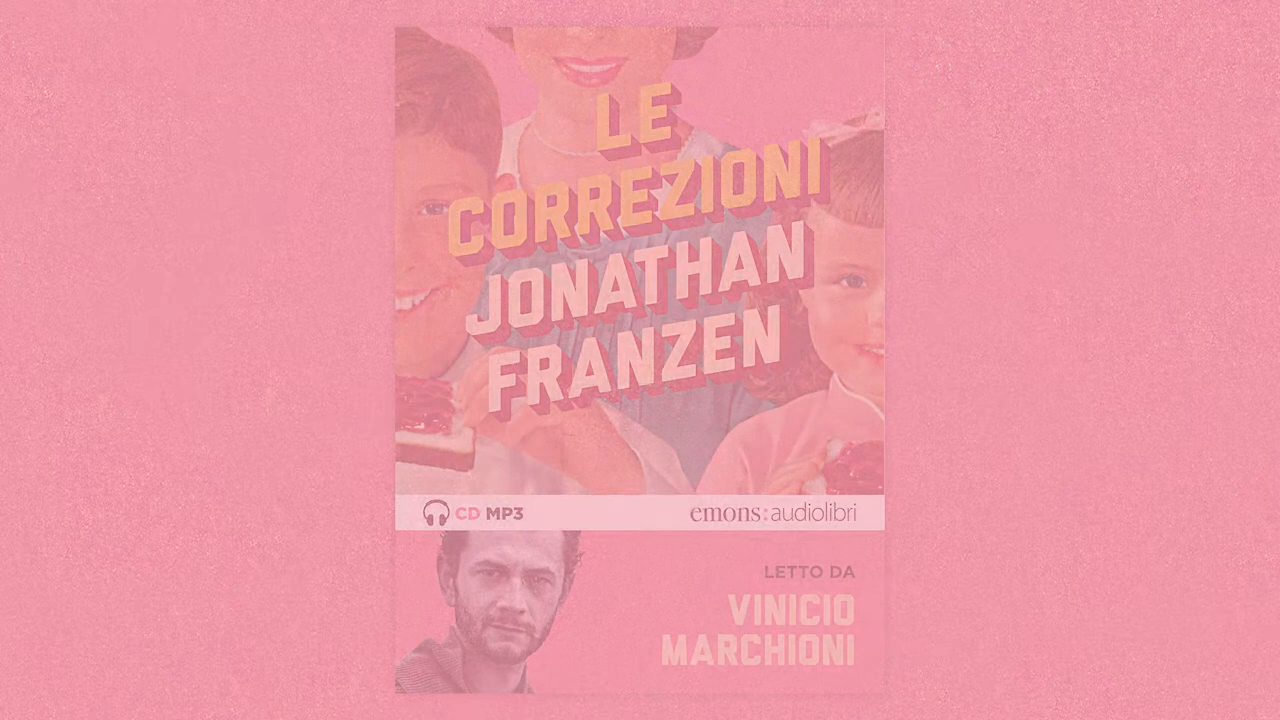 LE
CORREZIONI
JONATHAN
FRANZEN
CD MP3
emons:audiolibri
LETTO DA
VINICIO
MARCHIONI